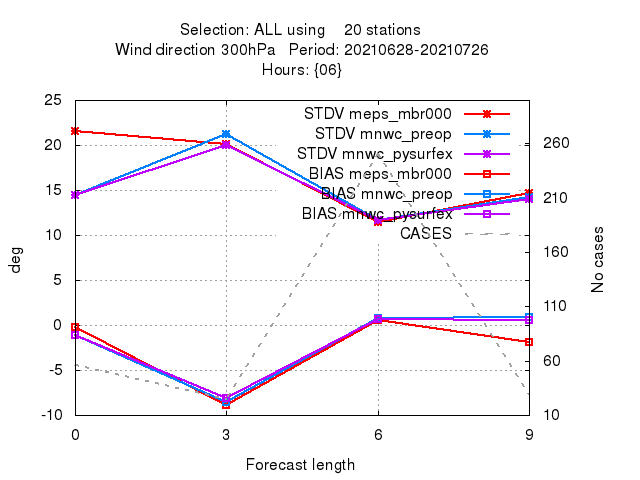 Selection: ALL using    20 stations
Wind direction 300hPa   Period: 20210628-20210726
Hours: {06}
STDV meps_mbr000
STDV mnwc_preop
STDV mnwc_pysurfex
BIAS meps_mbr000
BIAS mnwc_preop
BIAS mnwc_pysurfex
CASES
deg
25
20
15
10
5
0
-5
-10
No cases
260
210
160
110
60
10
0 3 6 9
Forecast length